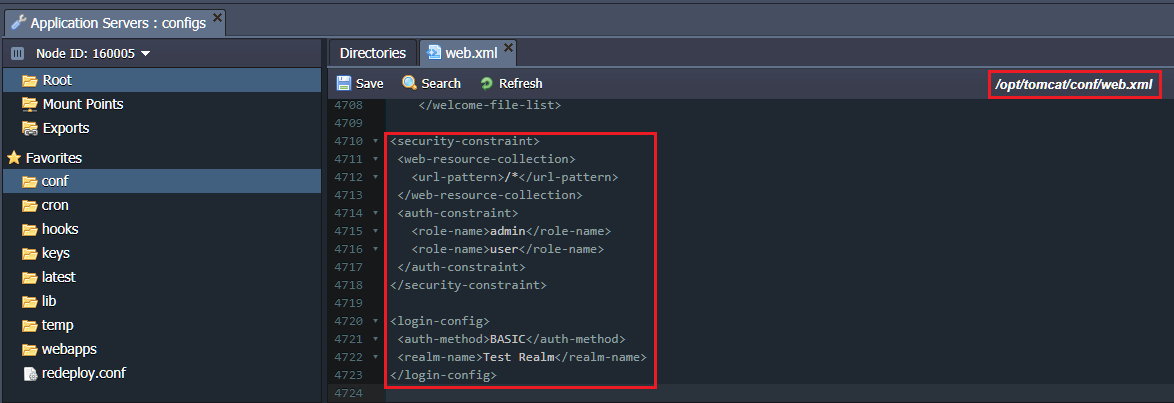 Application Servers : configs
Node ID: 160005
Root
Mount Points
Exports
Favorites
conf
cron
hooks
keys
latest
lib
temp
webapps
redeploy.conf
Directories
web.xml
Save
Search
Refresh
/opt/tomcat/conf/web.xml
4708 </welcome-file-list>
4709
4710 <security-constraint>
4711 <web-resource-collection>
4712 <url-pattern>/*</url-pattern>
4713 </web-resource-collection>
4714 <auth-constraint>
4715 <role-name>admin</role-name>
4716 <role-name>user</role-name>
4717 </auth-constraint>
4718 </security-constraint>
4719
4720 <login-config>
4721 <auth-method>BASIC</auth-method>
4722 <realm-name>Test Realm</realm-name>
4723 </login-config>
4724